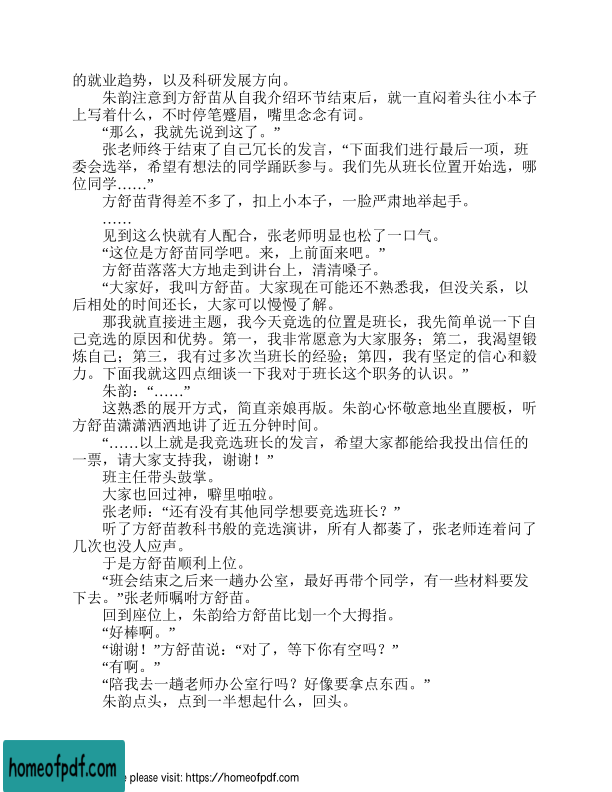 的就业趋势，以及科研发展方向。
朱韵注意到方舒苗从自我介绍环节结束后，就一直闷着头往小本子
上写着什么，不时停笔蹙眉，嘴里念念有词。
“那么，我就先说到这了。”
张老师终于结束了自己冗长的发言，“下面我们进行最后一项，班
委会选举，希望有想法的同学踊跃参与。我们先从班长位置开始选，哪
位同学……”
方舒苗背得差不多了，扣上小本子，一脸严肃地举起手。
……
见到这么快就有人配合，张老师明显也松了一口气。
“这位是方舒苗同学吧。来，上前面来吧。”
方舒苗落落大方地走到讲台上，清清嗓子。
“大家好，我叫方舒苗。大家现在可能还不熟悉我，但没关系，以
后相处的时间还长，大家可以慢慢了解。
那我就直接进主题，我今天竞选的位置是班长，我先简单说一下自
己竞选的原因和优势。第一，我非常愿意为大家服务；第二，我渴望锻
炼自己；第三，我有过多次当班长的经验；第四，我有坚定的信心和毅
力。下面我就这四点细谈一下我对于班长这个职务的认识。”
朱韵：“……”
这熟悉的展开方式，简直亲娘再版。朱韵心怀敬意地坐直腰板，听
方舒苗潇潇洒洒地讲了近五分钟时间。
“……以上就是我竞选班长的发言，希望大家都能给我投出信任的
一票，请大家支持我，谢谢！”
班主任带头鼓掌。
大家也回过神，噼里啪啦。
张老师：“还有没有其他同学想要竞选班长？”
听了方舒苗教科书般的竞选演讲，所有人都萎了，张老师连着问了
几次也没人应声。
于是方舒苗顺利上位。
“班会结束之后来一趟办公室，最好再带个同学，有一些材料要发
下去。”张老师嘱咐方舒苗。
回到座位上，朱韵给方舒苗比划一个大拇指。
“好棒啊。”
“谢谢！”方舒苗说：“对了，等下你有空吗？”
“有啊。”
“陪我去一趟老师办公室行吗？好像要拿点东西。”
朱韵点头，点到一半想起什么，回头。
homeofpdf.com
e please visit: https://homeofpdf.com